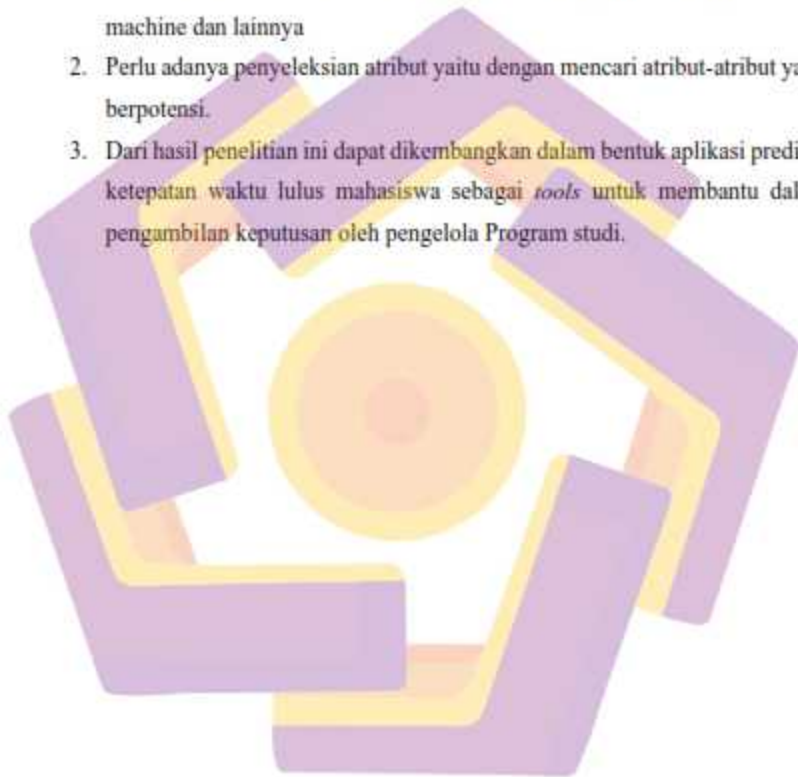 machine dan lainnya
2. Perlu adanya penyeleksian atribut yaitu dengan mencari atribut-atribut ya
berpotensi.
3. Dari hasil penelitian ini dapat dikembangkan dalam bentuk aplikasi predi
ketepatan waktu lulus mahasiswa sebagai tools untuk membantu dal
pengambilan keputusan oleh pengelola Program studi.